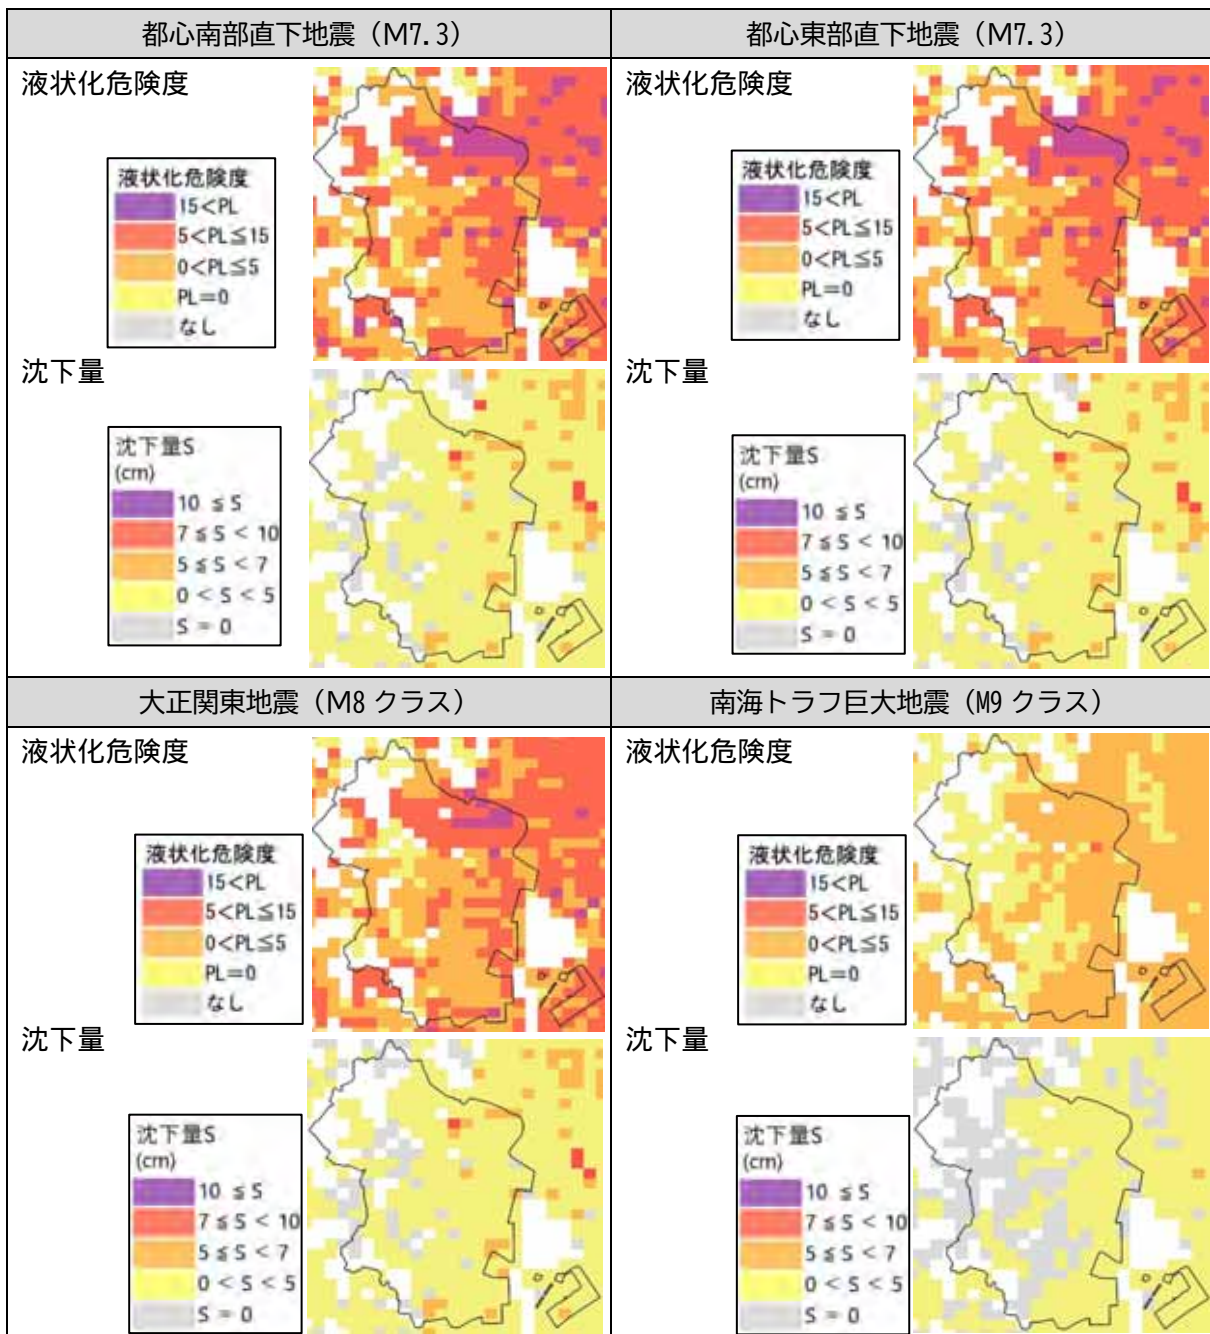 都心南部直下地震（M7.3）
液状化危険度
液状化危険度
15<PL
5<PL≦15
0<PL≦5
PL=0
なし
沈下量
沈下量S
(cm)
10 ≦ S
7 ≦ S < 10
5 ≦ S < 7
0 < S < 5
S = 0
都心東部直下地震（M7.3）
液状化危険度
液状化危険度
15<PL
5<PL≦15
0<PL≦5
PL=0
なし
沈下量
沈下量S
(cm)
10 ≦ S
7 ≦ S < 10
5 ≦ S < 7
0 < S < 5
S = 0
大正関東地震（M8 クラス）
液状化危険度
液状化危険度
15<PL
5<PL≦15
0<PL≦5
PL=0
なし
沈下量
沈下量S
(cm)
10 ≦ S
7 ≦ S < 10
5 ≦ S < 7
0 < S < 5
S = 0
南海トラフ巨大地震（M9 クラス）
液状化危険度
液状化危険度
15<PL
5<PL≦15
0<PL≦5
PL=0
なし
沈下量
沈下量S
(cm)
10 ≦ S
7 ≦ S < 10
5 ≦ S < 7
0 < S < 5
S = 0